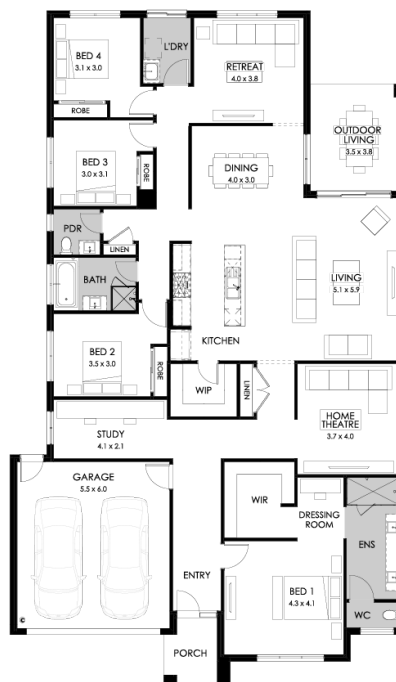 BED 4
3.1 x 3.0
ROBE
L'DRY
RETREAT
4.0 x 3.8
OUTDOOR
LIVING
3.5 x 3.8
BED 3
3.0 x 3.1
ROBE
DINING
4.0 x 3.0
PDR
LINEN
BATH
LIVING
5.1 x 5.9
KITCHEN
BED 2
3.5 x 3.0
ROBE
WIP
LINEN
HOME
THEATRE
3.7 x 4.0
STUDY
4.1 x 2.1
GARAGE
5.5 x 6.0
WIR
DRESSING
ROOM
ENS
ENTRY
BED 1
4.3 x 4.1
WC
©
PORCH